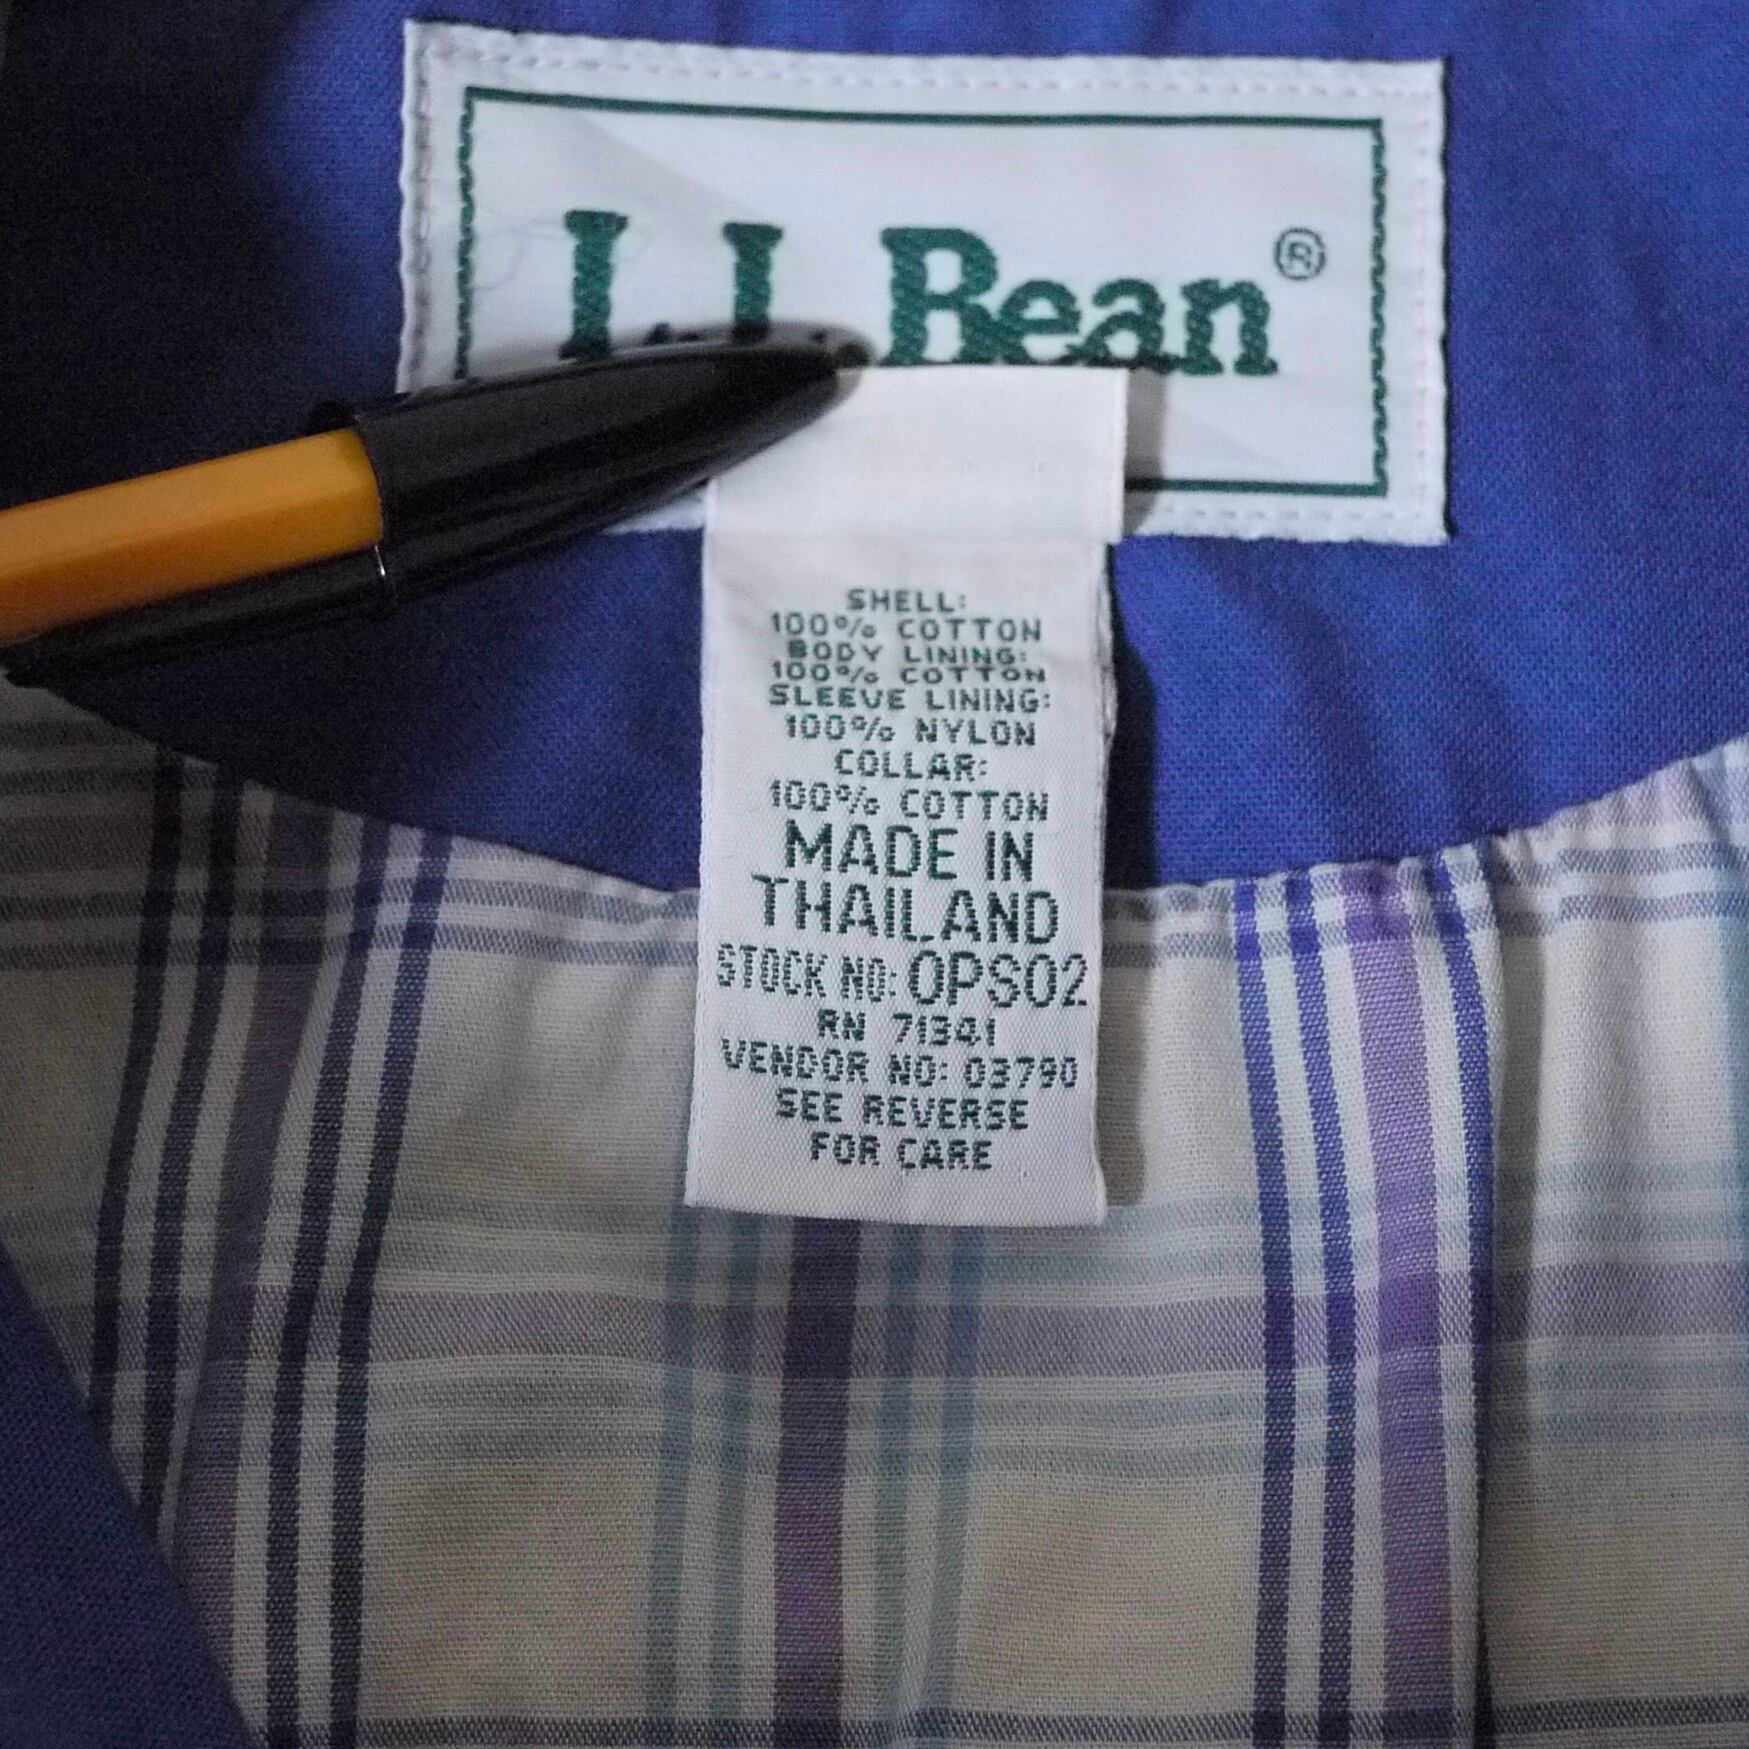 L.L.Bean®
SHELL:
100% COTTON
BODY LINING:
100% COTTON
SLEEVE LINING:
100% NYLON
COLLAR:
100% COTTON
MADE IN
THAILAND
STOCK NO: OPS02
RN 71341
VENDOR NO: 03790
SEE REVERSE
FOR CARE